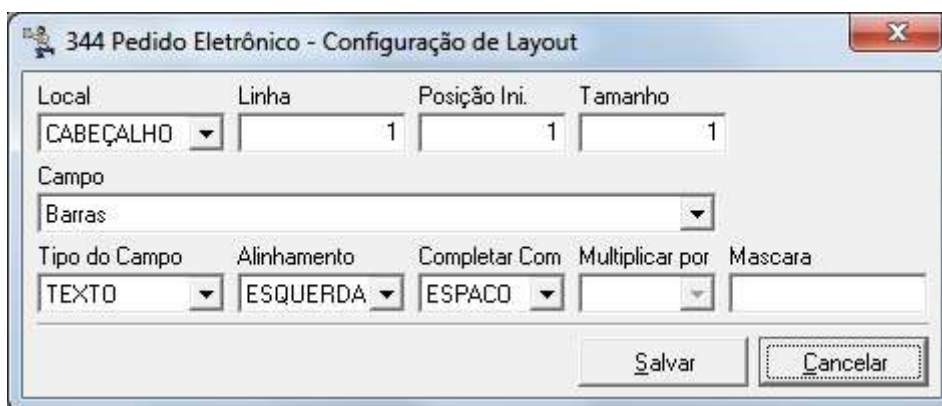 344 Pedido Eletrônico - Configuração de Layout
Local Linha Posição Ini. Tamanho
CABEÇALHO 1 1 1
Campo
Barras
Tipo do Campo Alinhamento Completar Com Multiplicar por Mascara
TEXTO ESQUERDA ESPACO
Salvar Cancelar